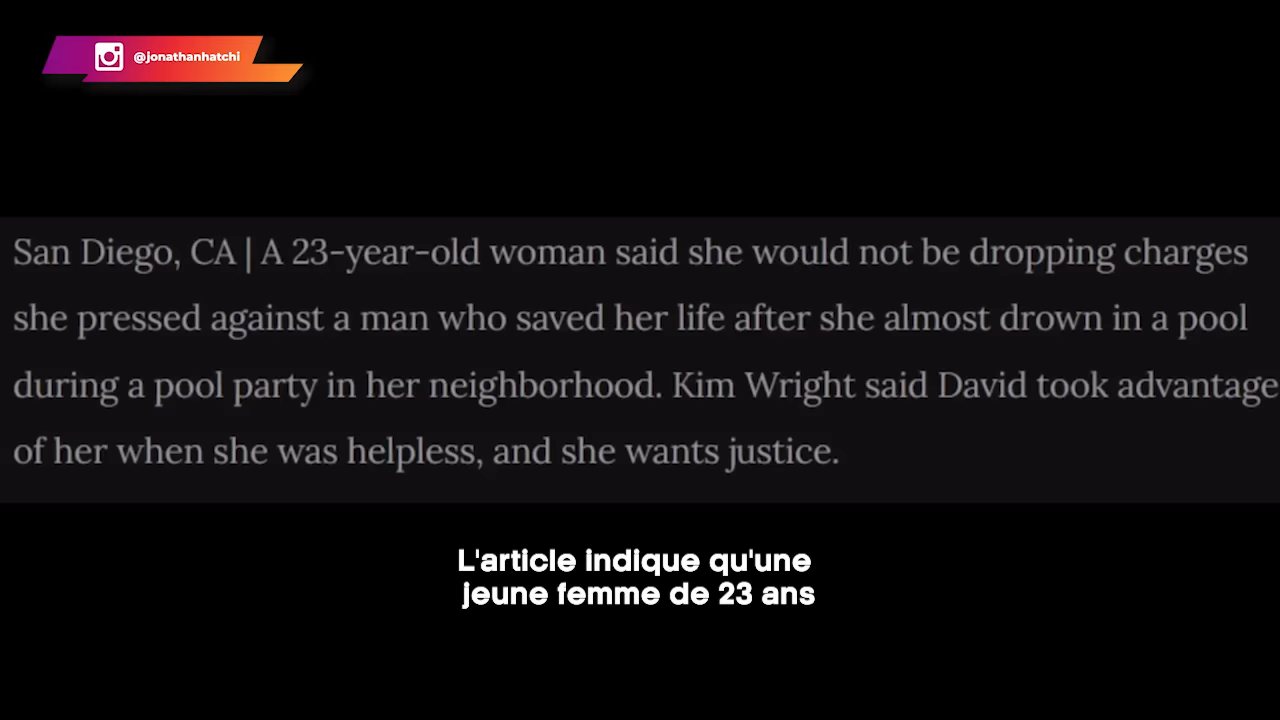 @jonathanhatchi
San Diego, CA | A 23-year-old woman said she would not be dropping charges
she pressed against a man who saved her life after she almost drown in a pool
during a pool party in her neighborhood. Kim Wright said David took advantage
of her when she was helpless, and she wants justice.
L'article indique qu'une
jeune femme de 23 ans